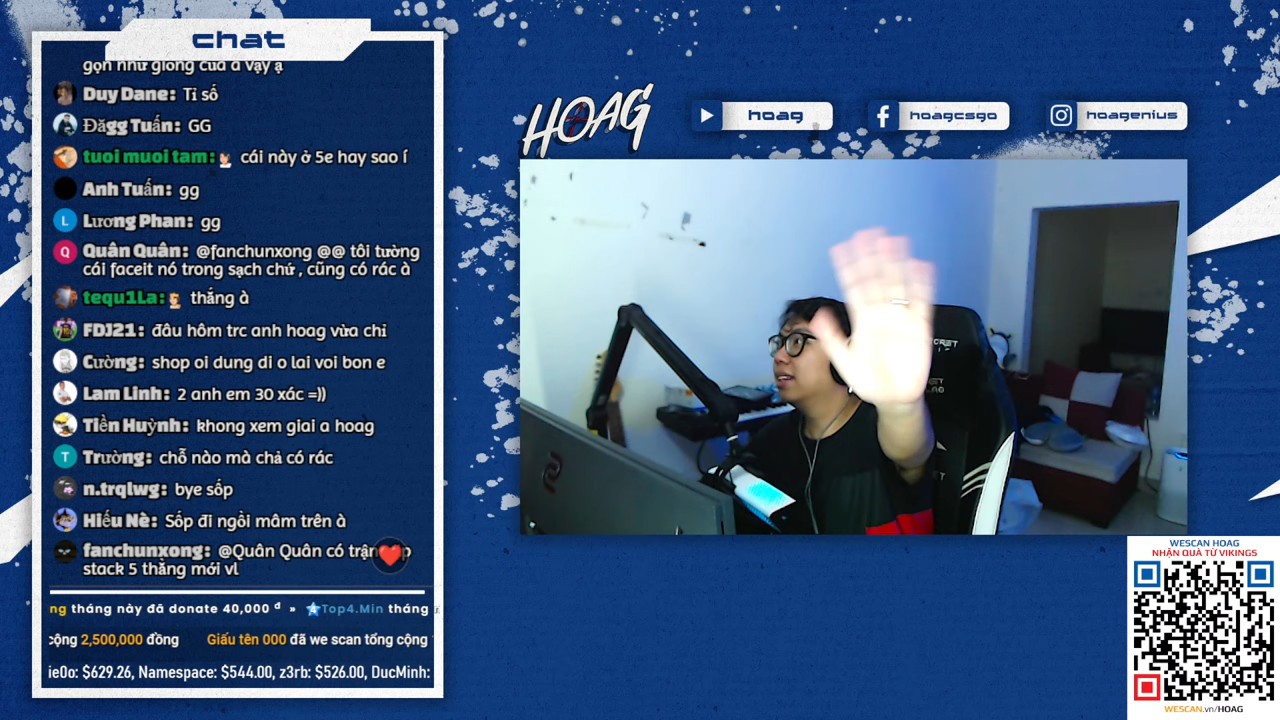 chat
gọn như giống của a vậy ạ
Duy Dane: Tỉ số
Đăgg Tuấn: GG
tuoi muoi tam: cái này ở 5e hay sao í
Anh Tuấn: gg
L Lương Phan: gg
Q Quân Quân: @fanchunxong @@ tôi tưởng
cái faceit nó trong sạch chứ , cũng có rác à
tequ1La: thắng à
FDJ21: đâu hôm trc anh hoag vừa chỉ
Cường: shop oi dung di o lai voi bon e
Lam Linh: 2 anh em 30 xác =))
Tiền Huỳnh: khong xem giai a hoag
T Trường: chỗ nào mà chả có rác
n.trqlwg: bye sốp
Hiếu Nè: Sốp đi ngồi mâm trên à
fanchunxong: @Quân Quân có trận
stack 5 thằng mới vl
ng tháng này đã donate 40,000 đ » Top4.Min tháng
cộng 2,500,000 đồng Giấu tên 000 đã we scan tổng cộng
ie0o: $629.26, Namespace: $544.00, z3rb: $526.00, DucMinh:
HOAG
hoag
hoagcsgo
hoagenius
WESCAN HOAG
NHẬN QUÀ TỪ VIKINGS
WESCAN.vn/HOAG